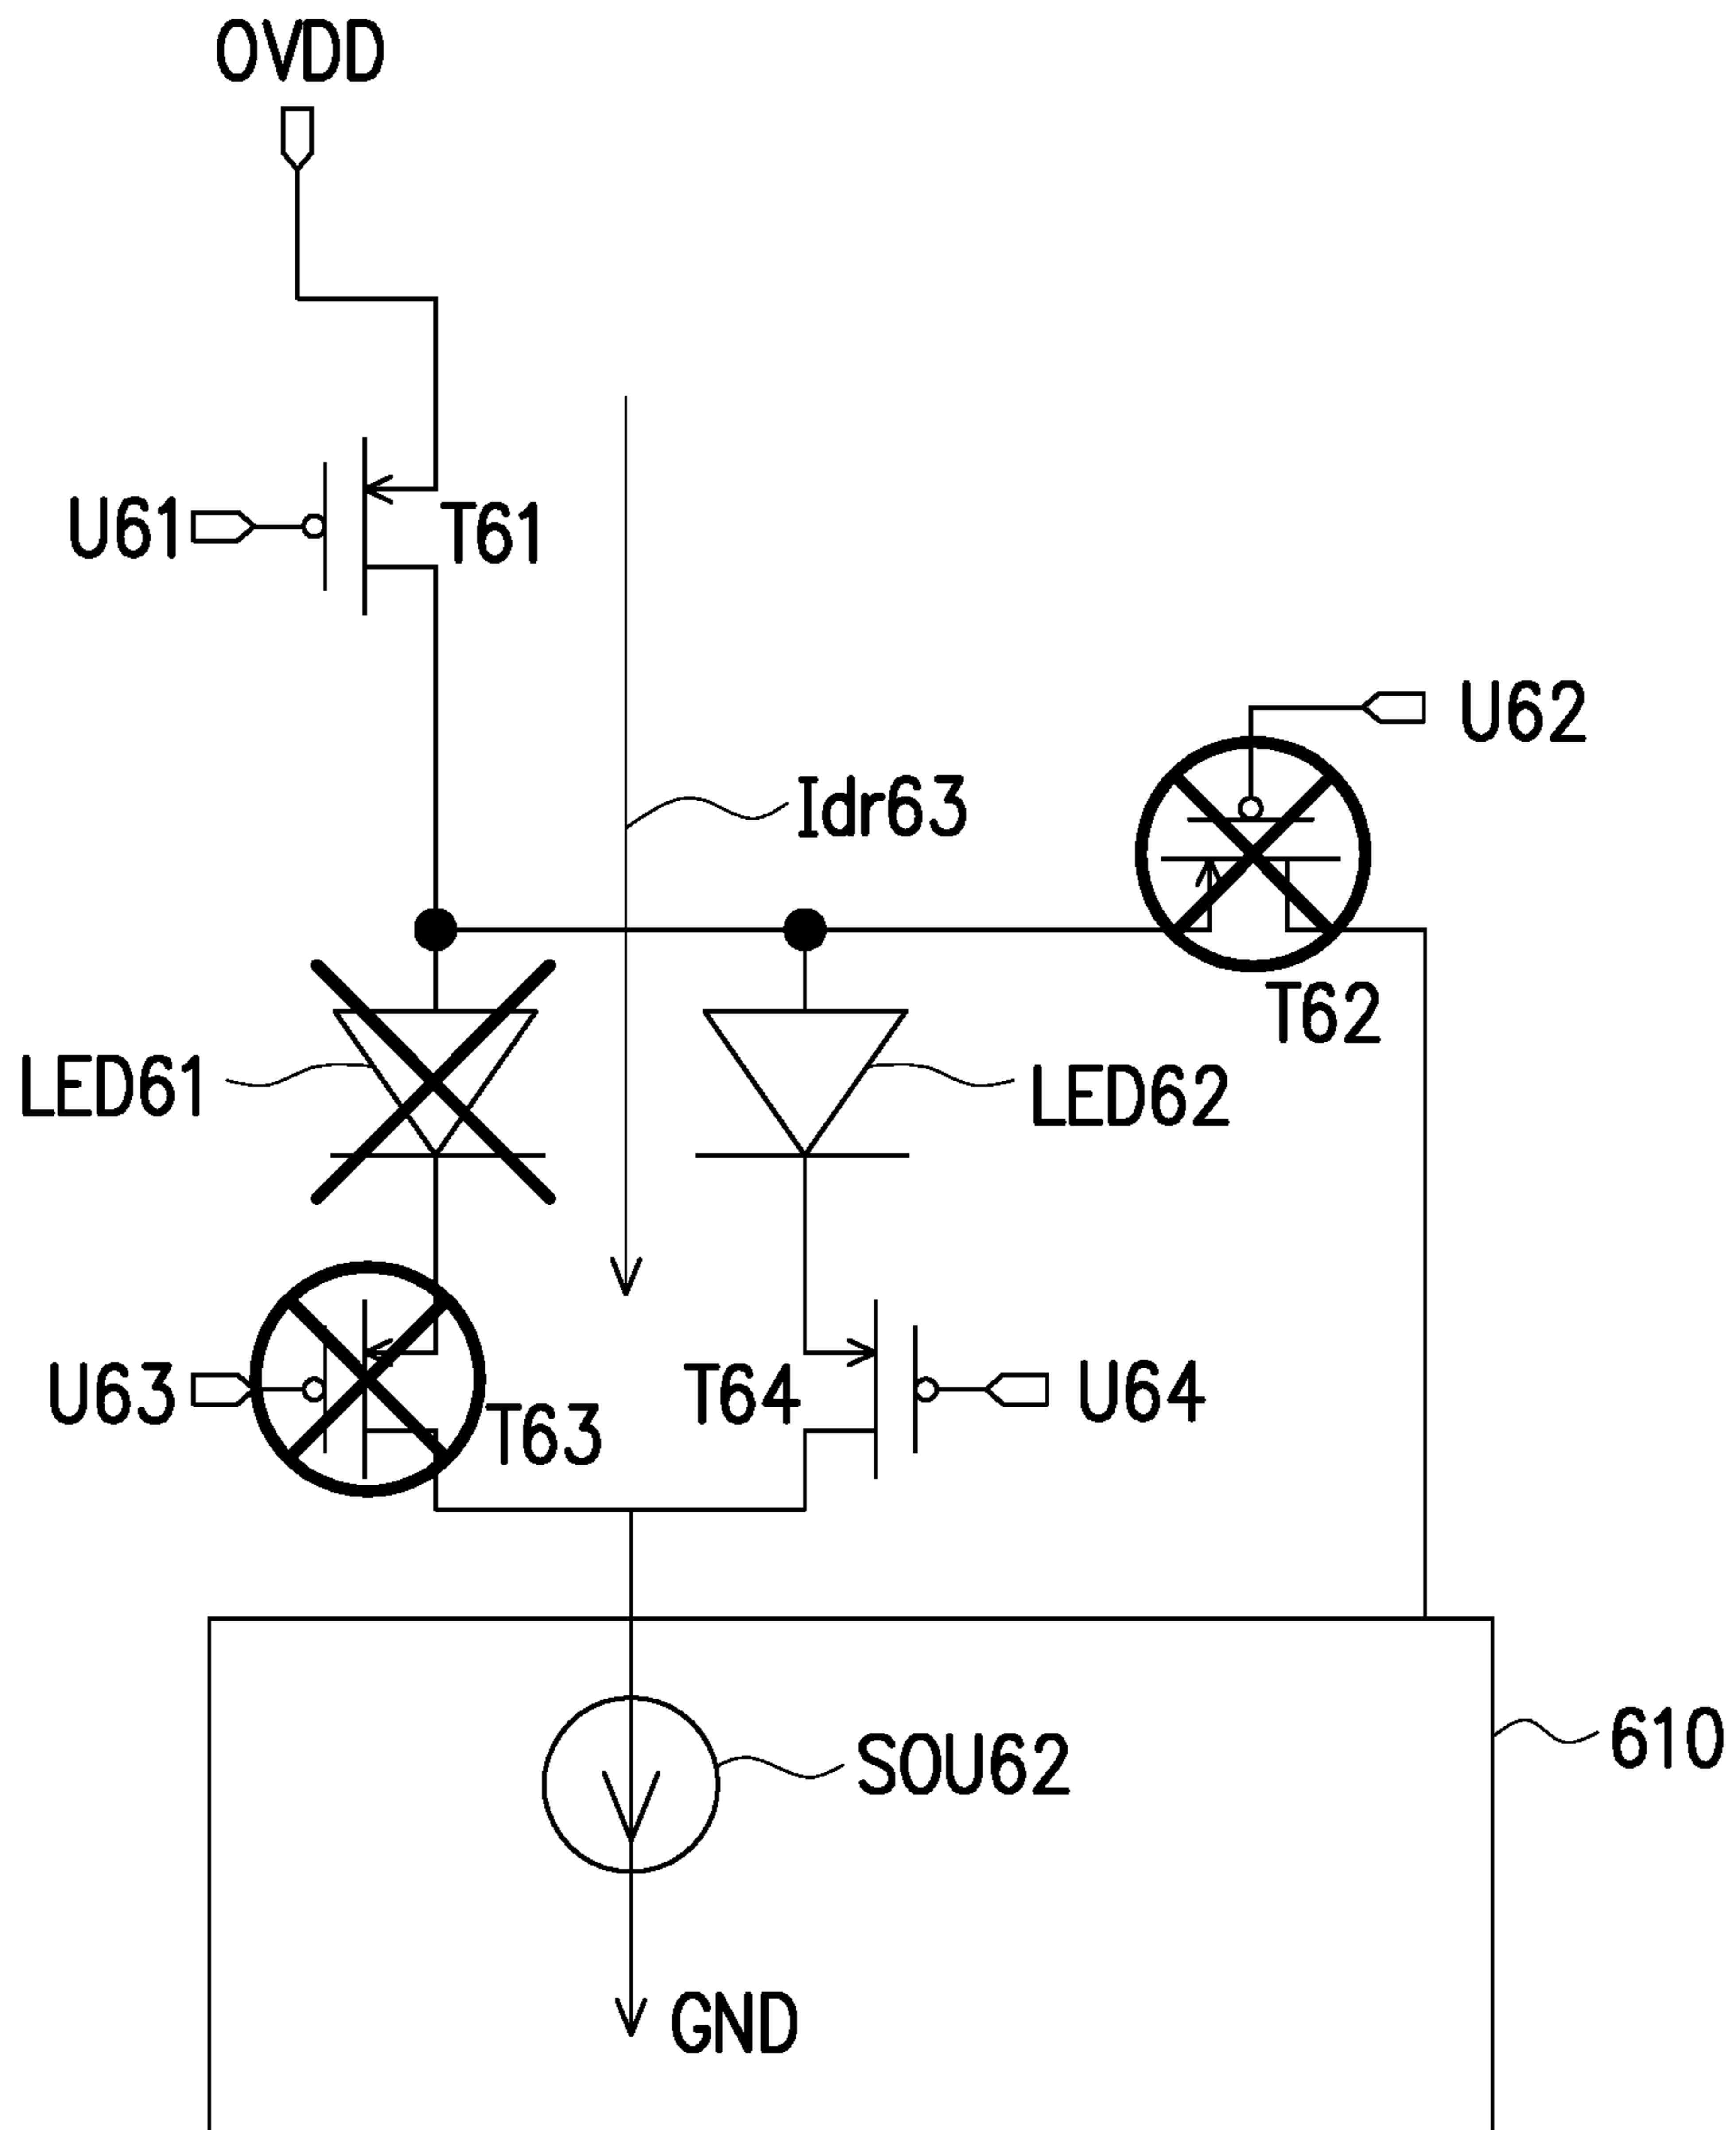 OVDD
U61
T61
U62
Idr63
T62
LED61
LED62
U63
T63
T64
U64
SOU62
610
GND